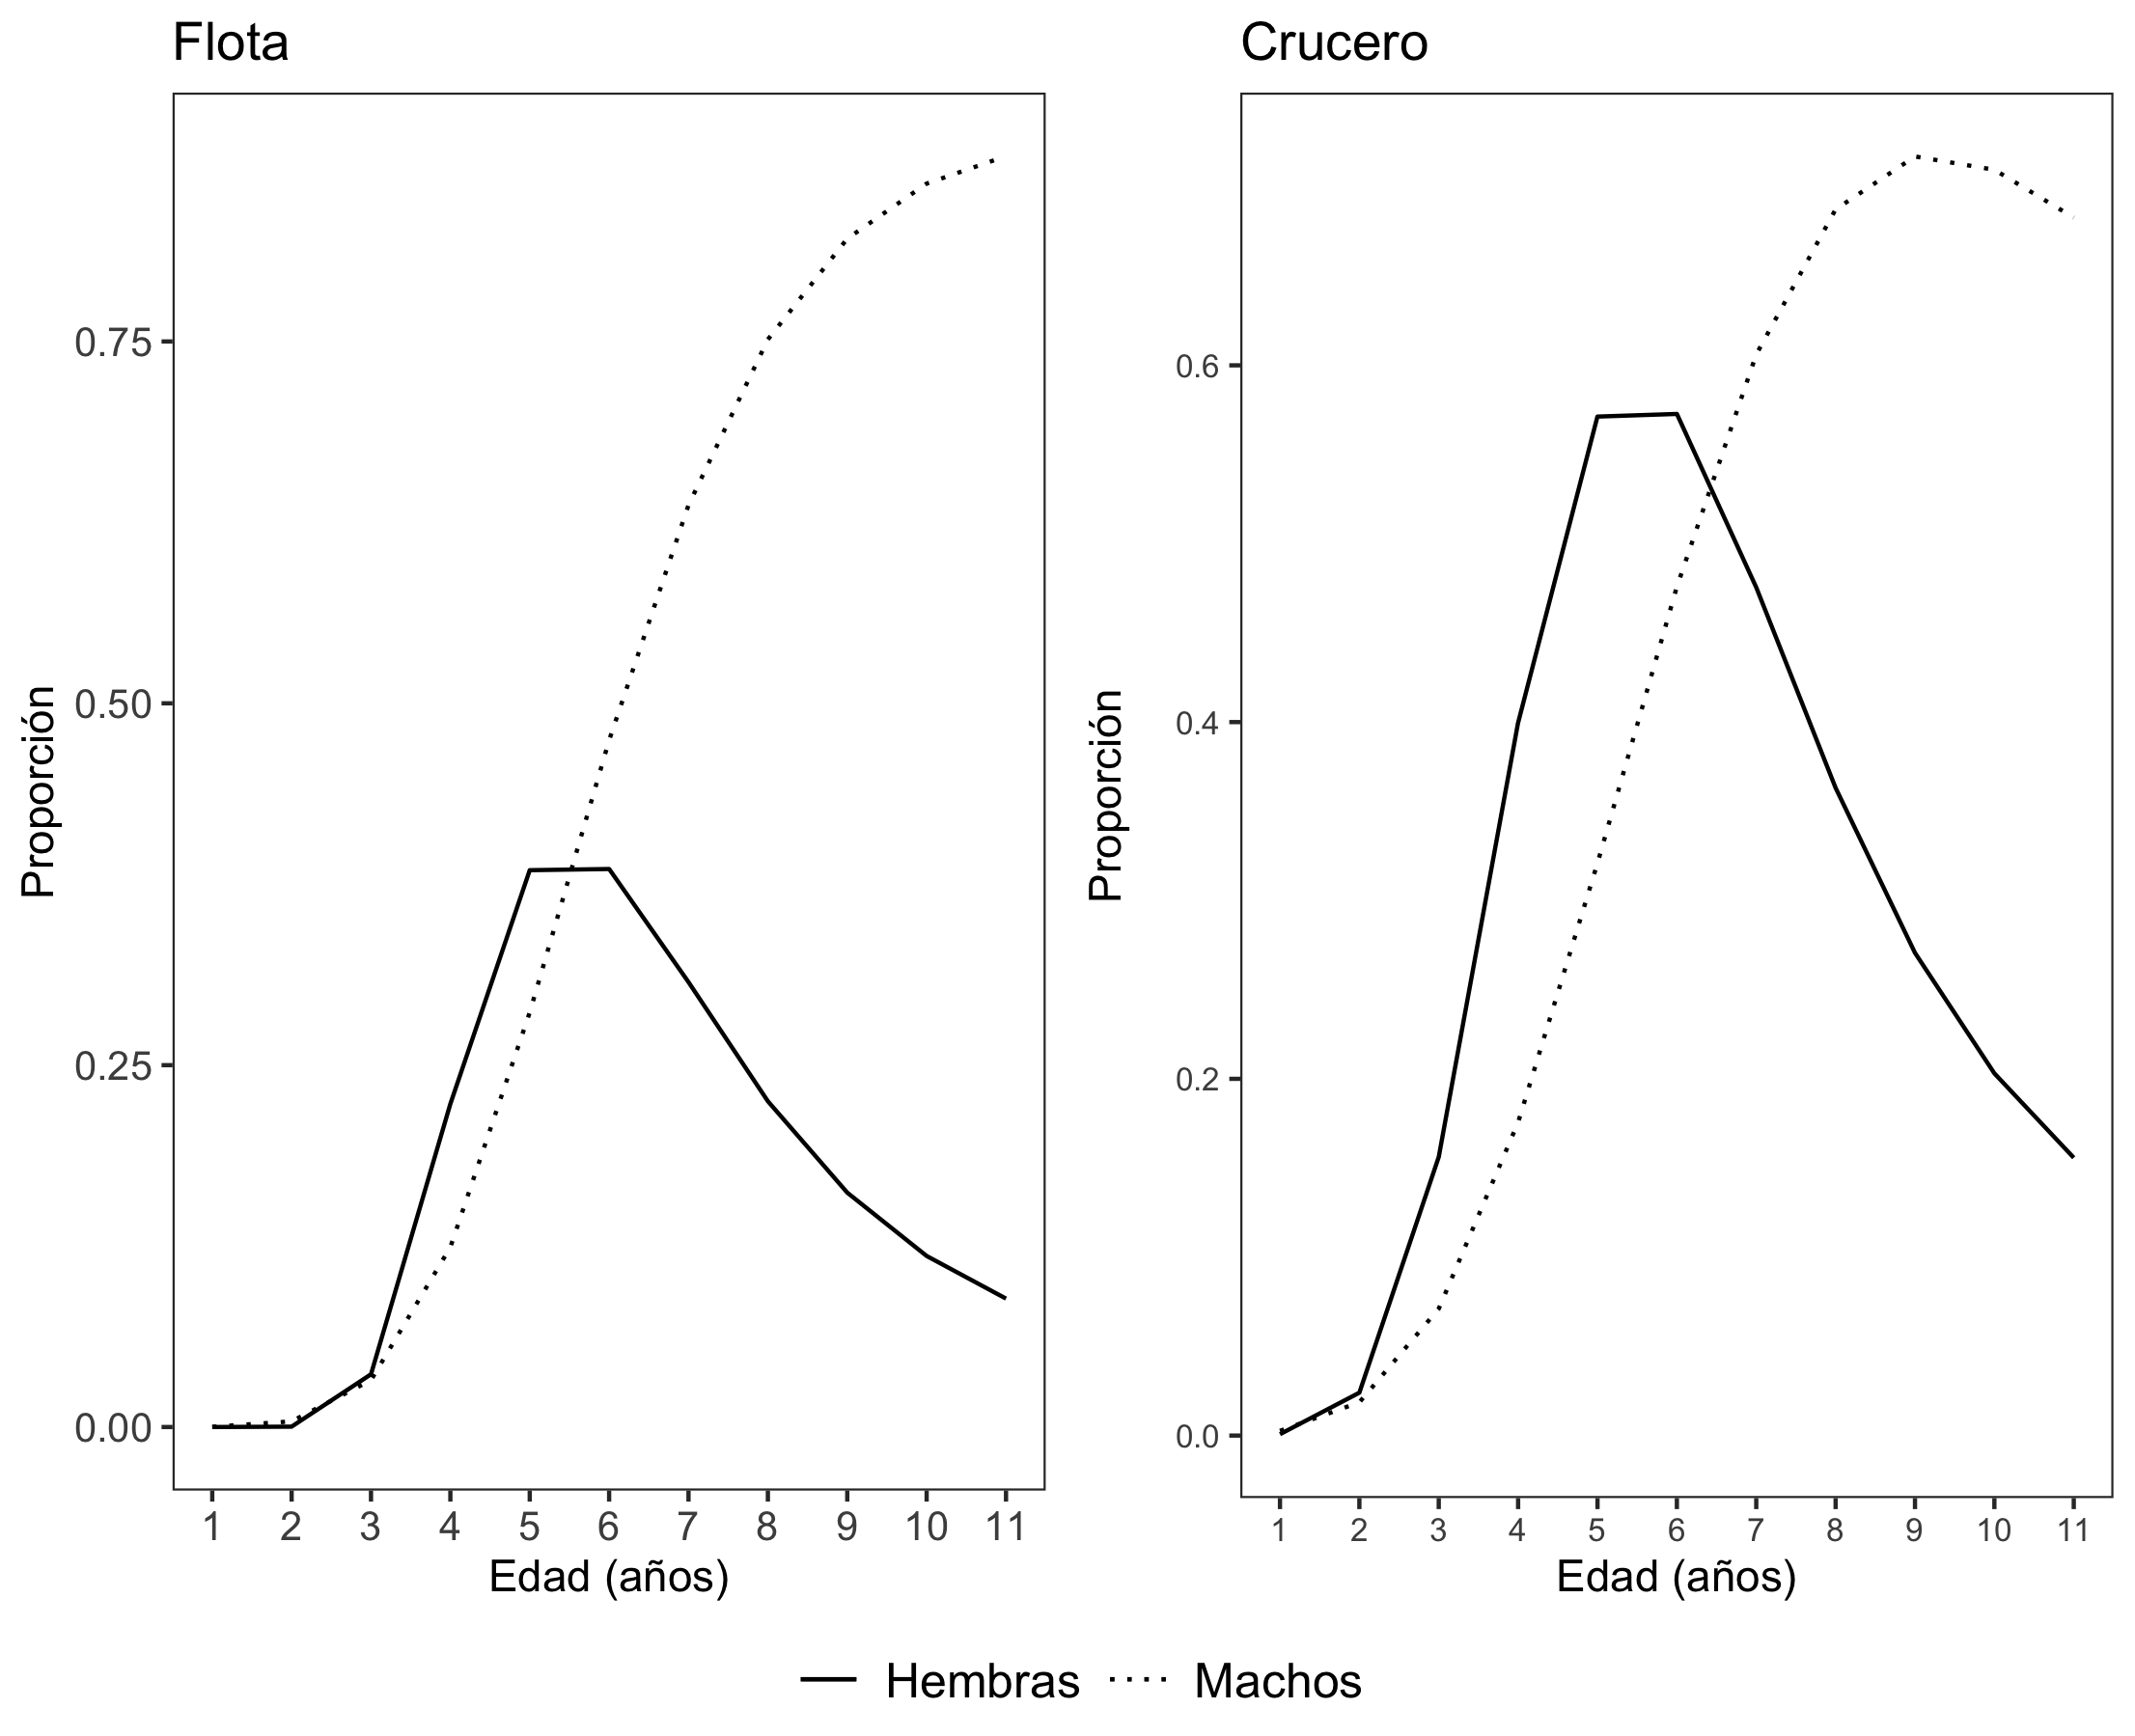 Flota
Proporción
0.75
0.50
0.25
0.00
1 2 3 4 5 6 7 8 9 10 11
Edad (años)
Crucero
Proporción
0.6
0.4
0.2
0.0
1 2 3 4 5 6 7 8 9 10 11
Edad (años)
Hembras Machos